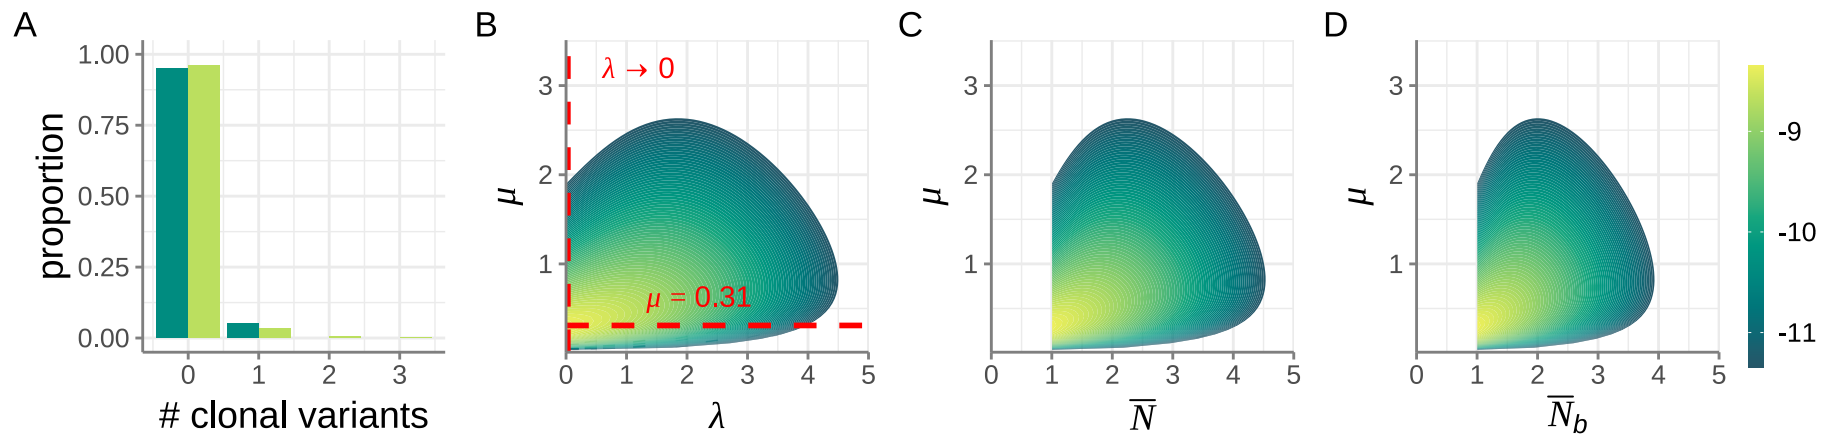 A
proportion
1.00
0.75
0.50
0.25
0.00
0 1 2 3
# clonal variants
B
μ
3
2
1
λ → 0
μ = 0.31
0 1 2 3 4 5
λ
C
μ
3
2
1
0 1 2 3 4 5
N̅
D
μ
3
2
1
0 1 2 3 4 5
N̅b
-9
-10
-11